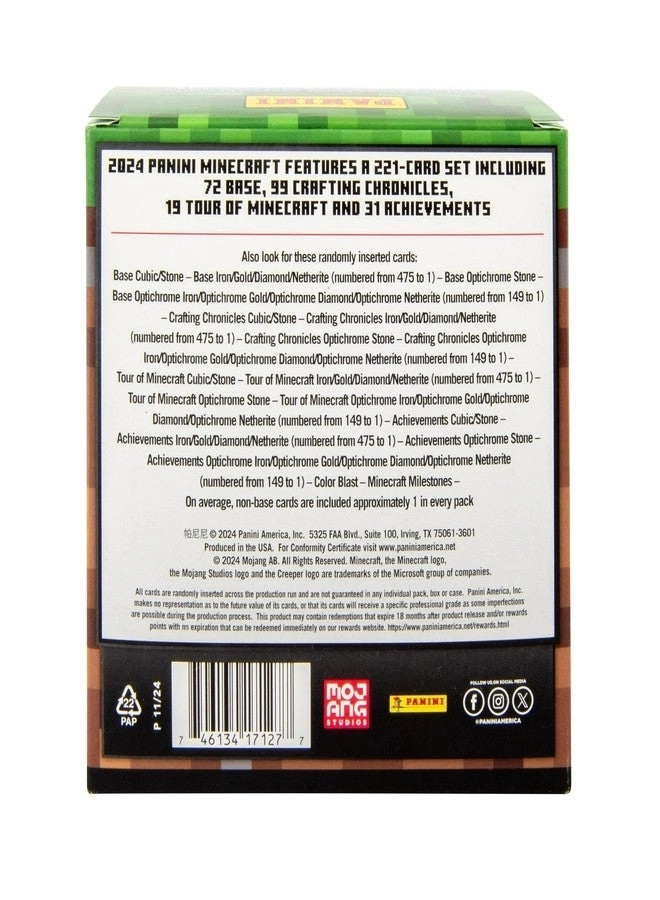 PANINI
2024 PANINI MINECRAFT FEATURES A 221-CARD SET INCLUDING
72 BASE, 99 CRAFTING CHRONICLES,
19 TOUR OF MINECRAFT AND 31 ACHIEVEMENTS
Also look for these randomly inserted cards:
Base Cubic/Stone – Base Iron/Gold/Diamond/Netherite (numbered from 475 to 1) – Base Optichrome Stone –
Base Optichrome Iron/Optichrome Gold/Optichrome Diamond/Optichrome Netherite (numbered from 149 to 1)
– Crafting Chronicles Cubic/Stone – Crafting Chronicles Iron/Gold/Diamond/Netherite
(numbered from 475 to 1) – Crafting Chronicles Optichrome Stone – Crafting Chronicles Optichrome
Iron/Optichrome Gold/Optichrome Diamond/Optichrome Netherite (numbered from 149 to 1) –
Tour of Minecraft Cubic/Stone – Tour of Minecraft Iron/Gold/Diamond/Netherite (numbered from 475 to 1) –
Tour of Minecraft Optichrome Stone – Tour of Minecraft Optichrome Iron/Optichrome Gold/Optichrome
Diamond/Optichrome Netherite (numbered from 149 to 1) – Achievements Cubic/Stone –
Achievements Iron/Gold/Diamond/Netherite (numbered from 475 to 1) – Achievements Optichrome Stone –
Achievements Optichrome Iron/Optichrome Gold/Optichrome Diamond/Optichrome Netherite
(numbered from 149 to 1) – Color Blast – Minecraft Milestones –
On average, non-base cards are included approximately 1 in every pack
帕尼尼 © 2024 Panini America, Inc. 5325 FAA Blvd., Suite 100, Irving, TX 75061-3601
Produced in the USA. For Conformity Certificate visit www.paniniamerica.net
© 2024 Mojang AB. All Rights Reserved. Minecraft, the Minecraft logo,
the Mojang Studios logo and the Creeper logo are trademarks of the Microsoft group of companies.
All cards are randomly inserted across the production run and are not guaranteed in any individual pack, box or case. Panini America, Inc.
makes no representation as to the future value of its cards, or that its cards will receive a specific professional grade as some imperfections
are possible during the production process. This product may contain redemptions that expire 18 months after product release and/or rewards
points with no expiration that can be redeemed immediately on our rewards website. https://www.paniniamerica.net/rewards.html
22
PAP
P 11/24
7 46134 17127 7
MOJ
ANG
STUDIOS
PANINI
FOLLOW US ON SOCIAL MEDIA
@PANINIAMERICA